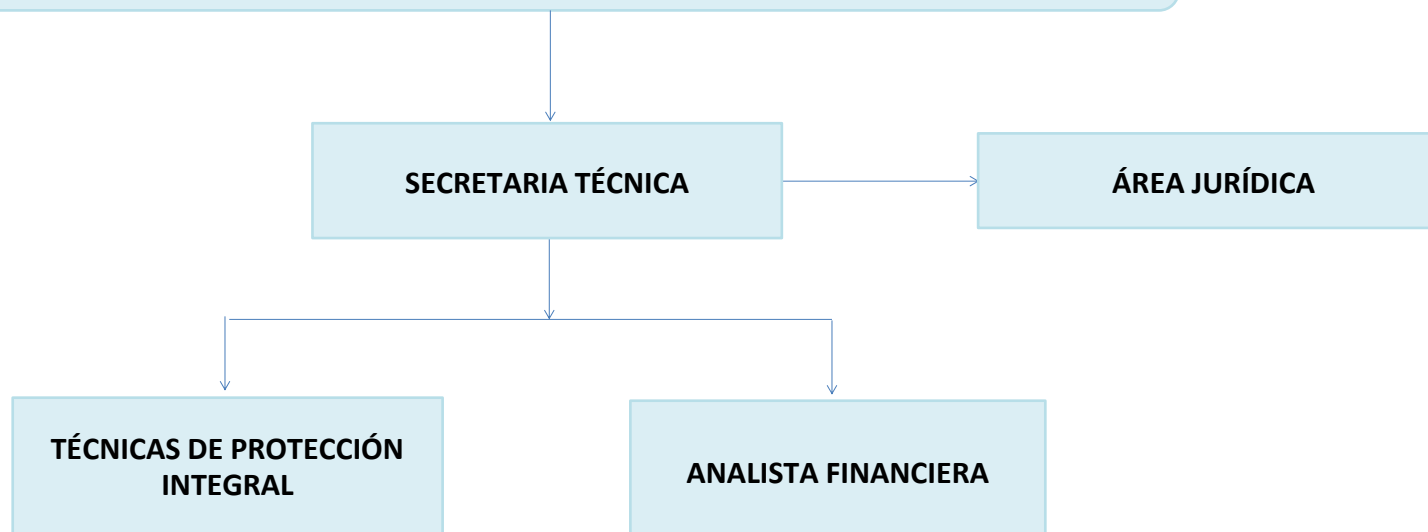 SECRETARIA TÉCNICA
ÁREA JURÍDICA
TÉCNICAS DE PROTECCIÓN
INTEGRAL
ANALISTA FINANCIERA